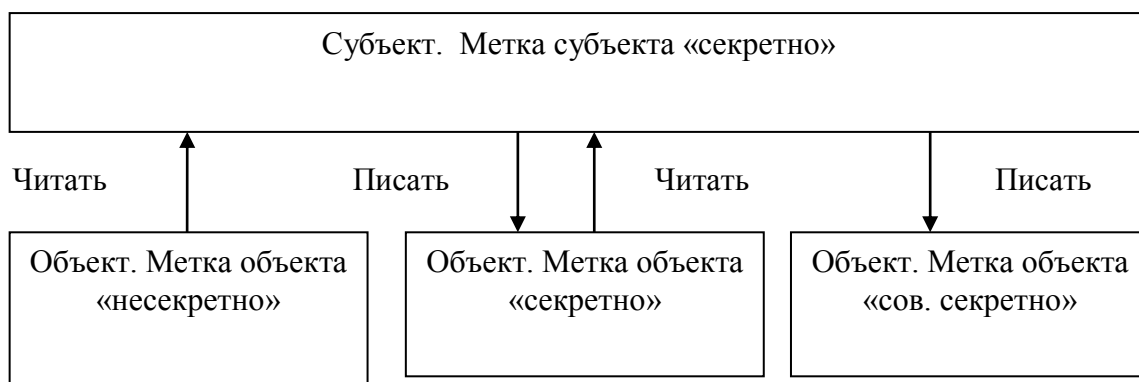 Субъект.  Метка субъекта «секретно»
Читать
Писать
Читать
Писать
Объект. Метка объекта
«несекретно»
Объект. Метка объекта
«секретно»
Объект. Метка объекта
«сов. секретно»